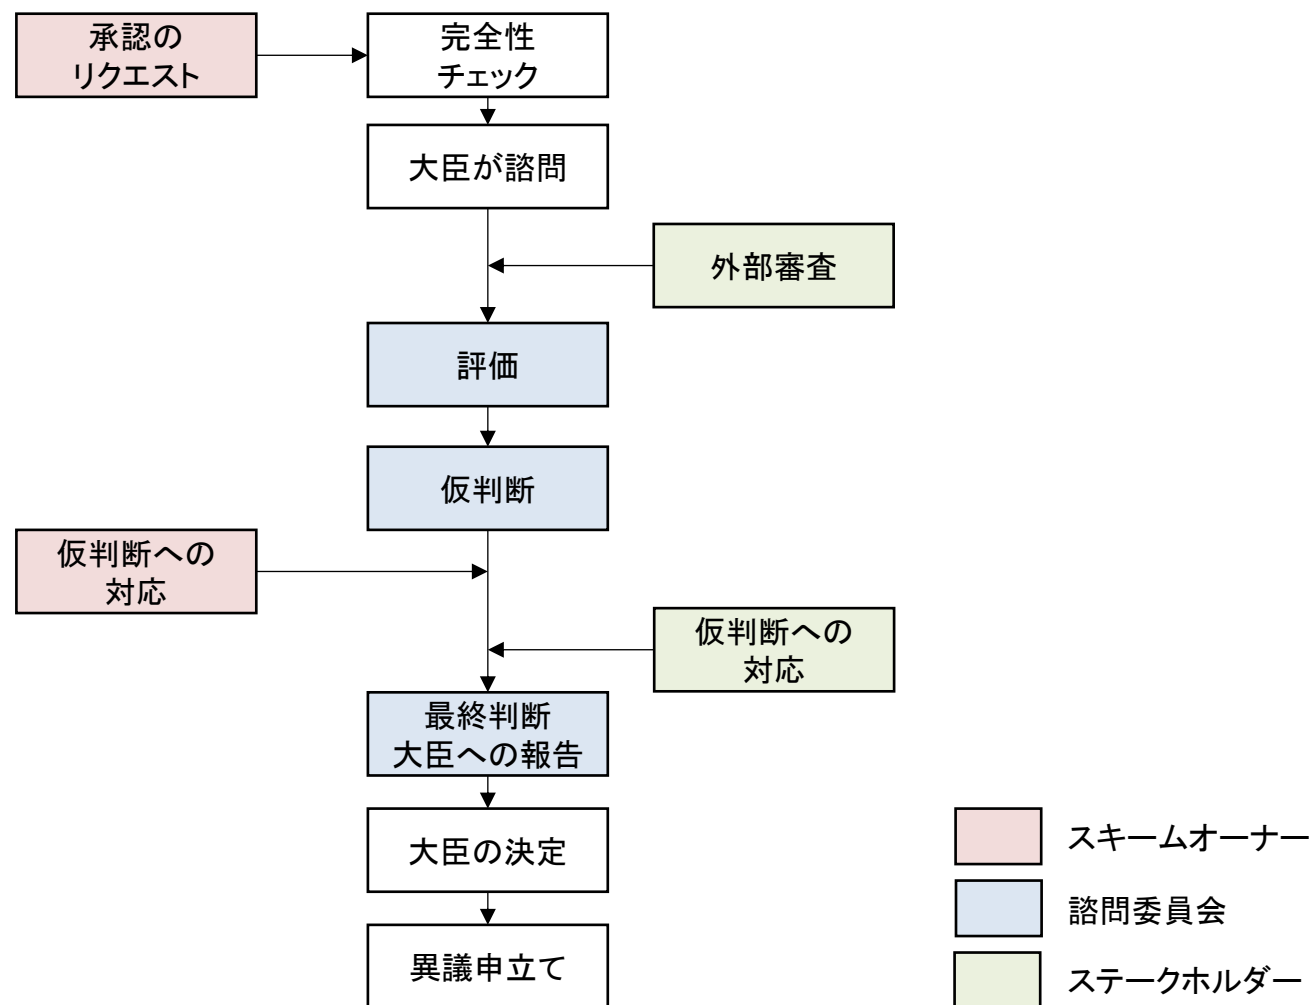 承認の
リクエスト
完全性
チェック
大臣が諮問
外部審査
評価
仮判断
仮判断への
対応
仮判断への
対応
最終判断
大臣への報告
大臣の決定
異議申立て
スキームオーナー
諮問委員会
ステークホルダー